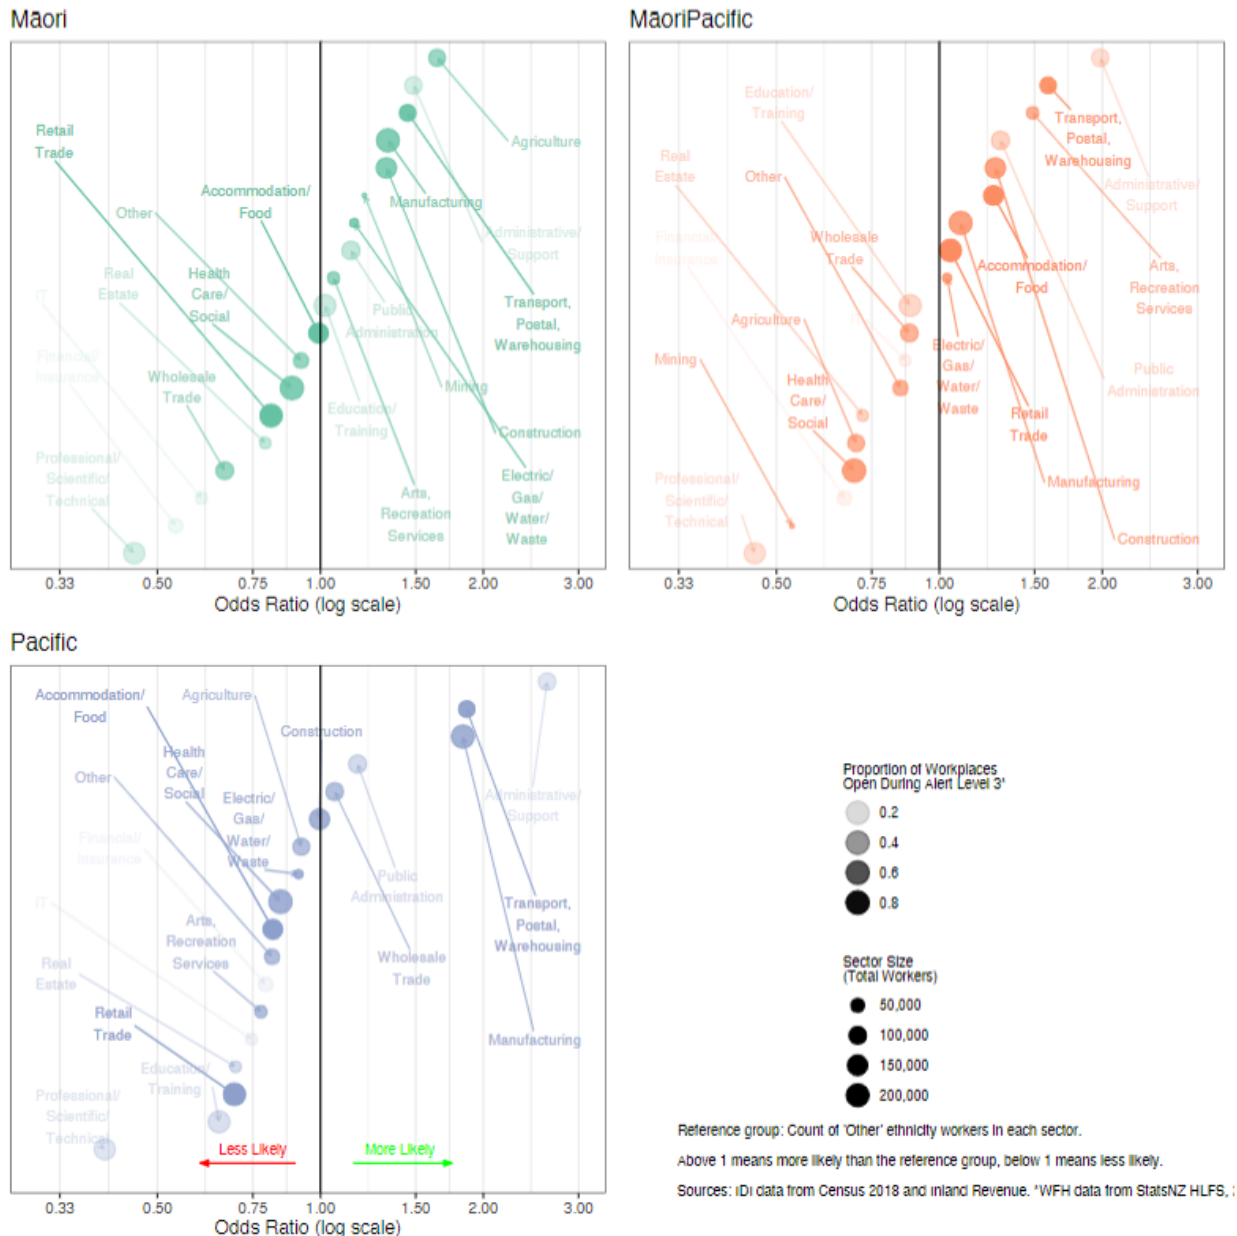 Māori
Retail
Trade
Agriculture
Accommodation/
Food
Manufacturing
Other
Administrative/
Support
Real
Estate
Health
Care/
Social
IT
Public
Administration
Transport,
Postal,
Warehousing
Financial/
Insurance
Wholesale
Trade
Mining
Education/
Training
Construction
Professional/
Scientific/
Technical
Arts,
Recreation
Services
Electric/
Gas/
Water/
Waste
0.33 0.50 0.75 1.00 1.50 2.00 3.00
Odds Ratio (log scale)
MāoriPacific
Education/
Training
Transport,
Postal,
Warehousing
Real
Estate
Other
Administrative/
Support
Financial/
Insurance
Wholesale
Trade
Accommodation/
Food
Arts,
Recreation
Services
Agriculture
Mining
Electric/
Gas/
Water/
Waste
Public
Administration
Health
Care/
Social
Retail
Trade
Professional/
Scientific/
Technical
Manufacturing
Construction
0.33 0.50 0.75 1.00 1.50 2.00 3.00
Odds Ratio (log scale)
Pacific
Accommodation/
Food
Agriculture
Construction
Health
Care/
Social
Other
Electric/
Gas/
Water/
Waste
Administrative/
Support
Financial/
Insurance
Public
Administration
IT
Transport,
Postal,
Warehousing
Arts,
Recreation
Services
Wholesale
Trade
Real
Estate
Retail
Trade
Manufacturing
Education/
Training
Professional/
Scientific/
Technical
Less Likely
More Likely
0.33 0.50 0.75 1.00 1.50 2.00 3.00
Odds Ratio (log scale)
Proportion of Workplaces
Open During Alert Level 3*
0.2
0.4
0.6
0.8
Sector Size
(Total Workers)
50,000
100,000
150,000
200,000
Reference group: Count of 'Other' ethnicity workers in each sector.
Above 1 means more likely than the reference group, below 1 means less likely.
Sources: IDI data from Census 2018 and Inland Revenue. *WFH data from StatsNZ HLFS,